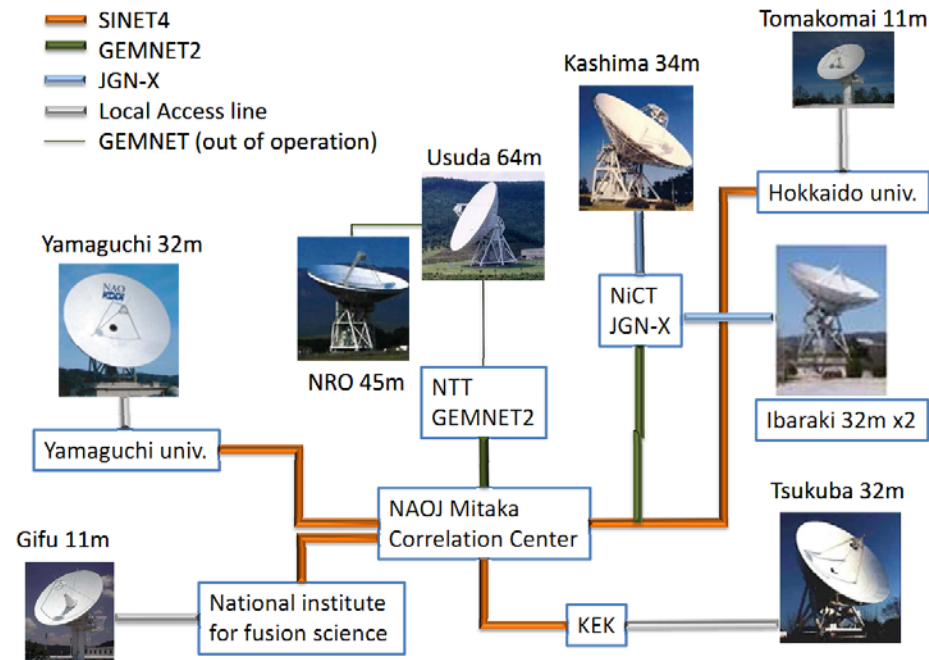 SINET4
GEMNET2
JGN-X
Local Access line
GEMNET (out of operation)
Tomakomai 11m
Kashima 34m
Usuda 64m
Hokkaido univ.
Yamaguchi 32m
NAO
NiCT
JGN-X
NRO 45m
NTT
GEMNET2
Ibaraki 32m x2
Yamaguchi univ.
Tsukuba 32m
NAOJ Mitaka
Correlation Center
Gifu 11m
National institute
for fusion science
KEK